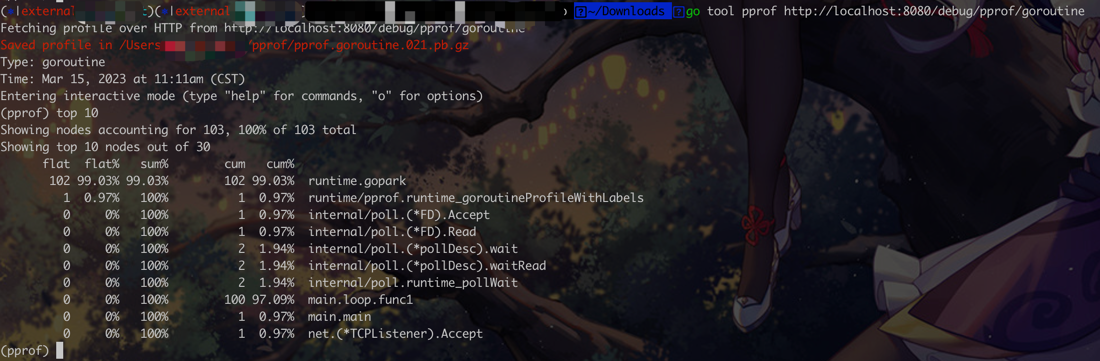 external )( external ~/Downloads go tool pprof http://localhost:8080/debug/pprof/goroutine
Fetching profile over HTTP from http://localhost:8080/debug/pprof/goroutine
Saved profile in /Users pprof/pprof.goroutine.021.pb.gz
Type: goroutine
Time: Mar 15, 2023 at 11:11am (CST)
Entering interactive mode (type "help" for commands, "o" for options)
(pprof) top 10
Showing nodes accounting for 103, 100% of 103 total
Showing top 10 nodes out of 30
flat flat% sum% cum cum%
102 99.03% 99.03% 102 99.03% runtime.gopark
1 0.97% 100% 1 0.97% runtime/pprof.runtime_goroutineProfileWithLabels
0 0% 100% 1 0.97% internal/poll.(*FD).Accept
0 0% 100% 1 0.97% internal/poll.(*FD).Read
0 0% 100% 2 1.94% internal/poll.(*pollDesc).wait
0 0% 100% 2 1.94% internal/poll.(*pollDesc).waitRead
0 0% 100% 2 1.94% internal/poll.runtime_pollWait
0 0% 100% 100 97.09% main.loop.func1
0 0% 100% 1 0.97% main.main
0 0% 100% 1 0.97% net.(*TCPListener).Accept
(pprof)